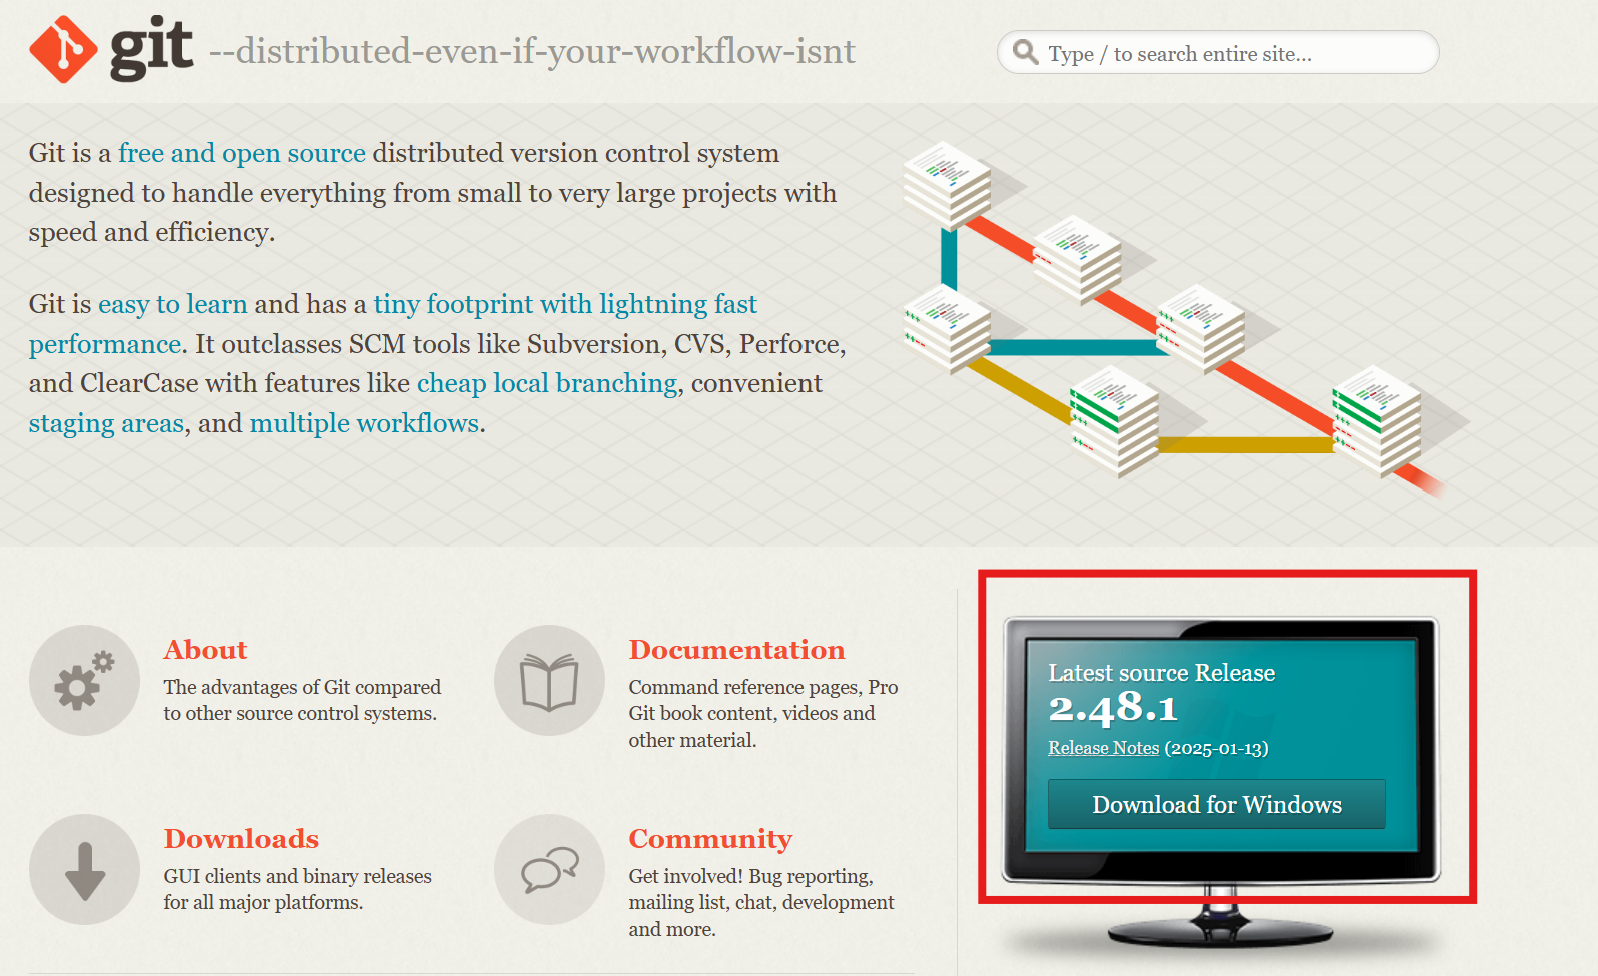 git --distributed-even-if-your-workflow-isnt
Type / to search entire site...
Git is a free and open source distributed version control system
designed to handle everything from small to very large projects with
speed and efficiency.
Git is easy to learn and has a tiny footprint with lightning fast
performance. It outclasses SCM tools like Subversion, CVS, Perforce,
and ClearCase with features like cheap local branching, convenient
staging areas, and multiple workflows.
About
The advantages of Git compared
to other source control systems.
Documentation
Command reference pages, Pro
Git book content, videos and
other material.
Downloads
GUI clients and binary releases
for all major platforms.
Community
Get involved! Bug reporting,
mailing list, chat, development
and more.
Latest source Release
2.48.1
Release Notes (2025-01-13)
Download for Windows